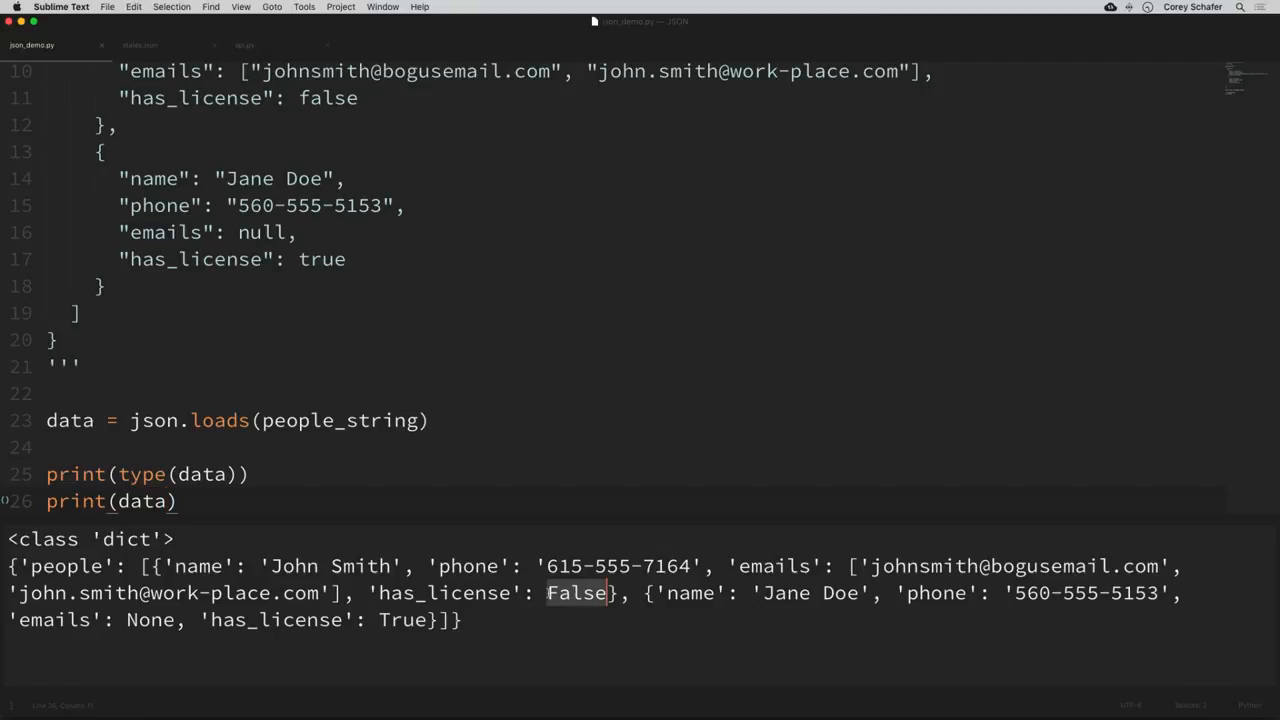 Sublime Text File Edit Selection Find View Goto Tools Project Window Help Corey Schafer
json_demo.py — JSON
json_demo.py states.json api.py
10 "emails": ["johnsmith@bogusemail.com", "john.smith@work-place.com"],
11 "has_license": false
12 },
13 {
14 "name": "Jane Doe",
15 "phone": "560-555-5153",
16 "emails": null,
17 "has_license": true
18 }
19 ]
20 }
21 '''
22
23 data = json.loads(people_string)
24
25 print(type(data))
26 print(data)
<class 'dict'>
{'people': [{'name': 'John Smith', 'phone': '615-555-7164', 'emails': ['johnsmith@bogusemail.com',
'john.smith@work-place.com'], 'has_license': False}, {'name': 'Jane Doe', 'phone': '560-555-5153',
'emails': None, 'has_license': True}]}
UTF-8 Spaces: 2 Python